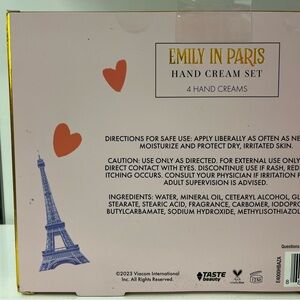 EMILY IN PARIS
HAND CREAM SET
4 HAND CREAMS
DIRECTIONS FOR SAFE USE: APPLY LIBERALLY AS OFTEN AS NE
MOISTURIZE AND PROTECT DRY, IRRITATED SKIN.
CAUTION: USE ONLY AS DIRECTED. FOR EXTERNAL USE ONLY
DIRECT CONTACT WITH EYES. DISCONTINUE USE IF RASH, RED
ITCHING OCCURS. CONSULT YOUR PHYSICIAN IF IRRITATION
ADULT SUPERVISION IS ADVISED.
INGREDIENTS: WATER, MINERAL OIL, CETEARYL ALCOHOL, GL
STEARATE, STEARIC ACID, FRAGRANCE, CARBOMER, IODOPRO
BUTYLCARBAMATE, SODIUM HYDROXIDE, METHYLISOTHIAZOL
Questions
©2023 Viacom International
Inc. All Rights Reserved.
TASTE
beauty
8